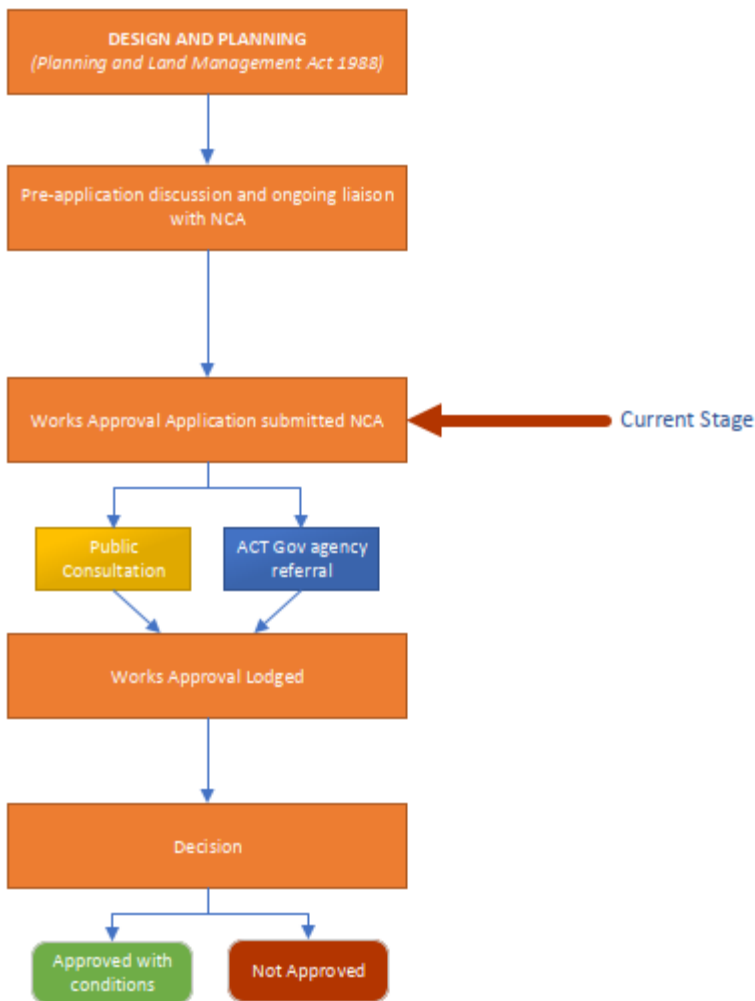 DESIGN AND PLANNING
(Planning and Land Management Act 1988)
Pre-application discussion and ongoing liaison
with NCA
Works Approval Application submitted NCA
Current Stage
Public
Consultation
ACT Gov agency
referral
Works Approval Lodged
Decision
Approved with
conditions
Not Approved